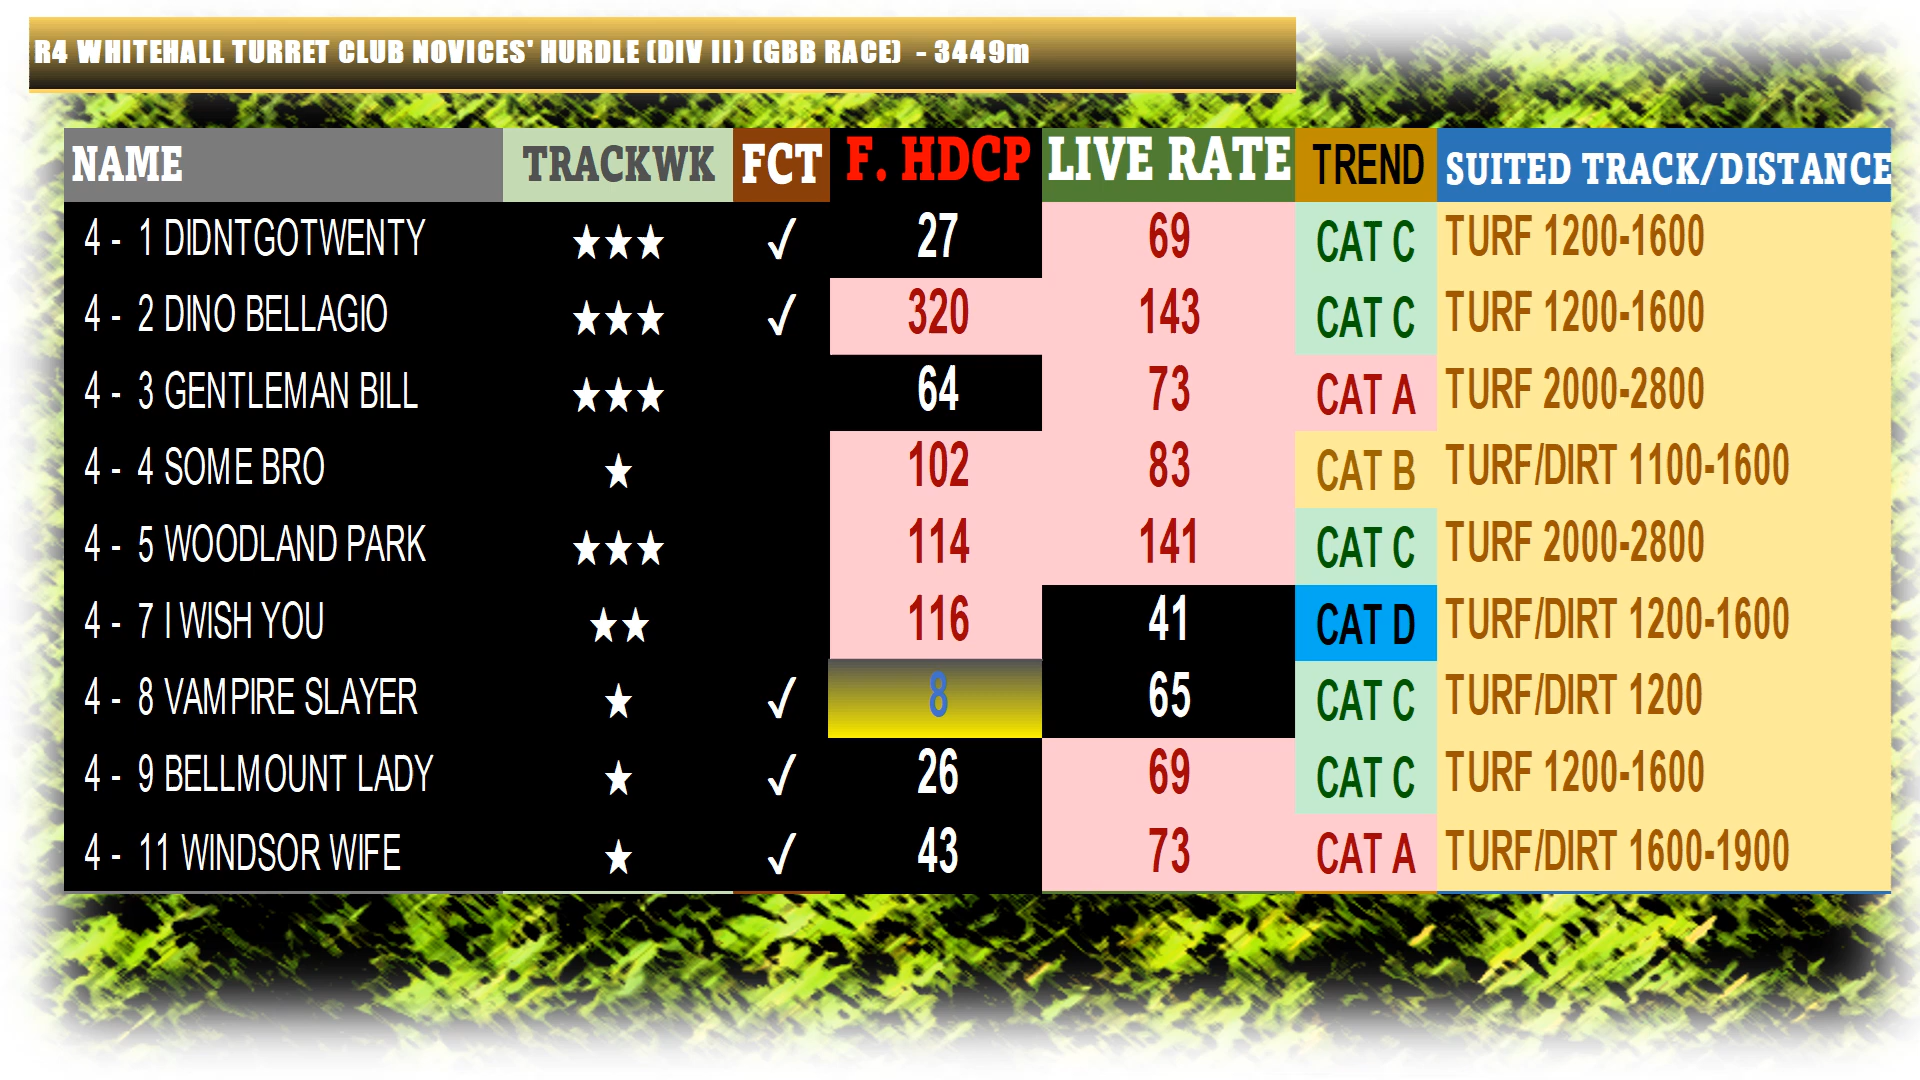 R4 WHITEHALL TURRET CLUB NOVICES' HURDLE (DIV II) (GBB RACE) - 3449m
NAME TRACKWK FCT F. HDCP LIVE RATE TREND SUITED TRACK/DISTANCE
4 - 1 DIDNTGOTWENTY ★★★ √ 27 69 CAT C TURF 1200-1600
4 - 2 DINO BELLAGIO ★★★ √ 320 143 CAT C TURF 1200-1600
4 - 3 GENTLEMAN BILL ★★★ 64 73 CAT A TURF 2000-2800
4 - 4 SOME BRO ★ 102 83 CAT B TURF/DIRT 1100-1600
4 - 5 WOODLAND PARK ★★★ 114 141 CAT C TURF 2000-2800
4 - 7 I WISH YOU ★★ 116 41 CAT D TURF/DIRT 1200-1600
4 - 8 VAMPIRE SLAYER ★ √ 8 65 CAT C TURF/DIRT 1200
4 - 9 BELLMOUNT LADY ★ √ 26 69 CAT C TURF 1200-1600
4 - 11 WINDSOR WIFE ★ √ 43 73 CAT A TURF/DIRT 1600-1900